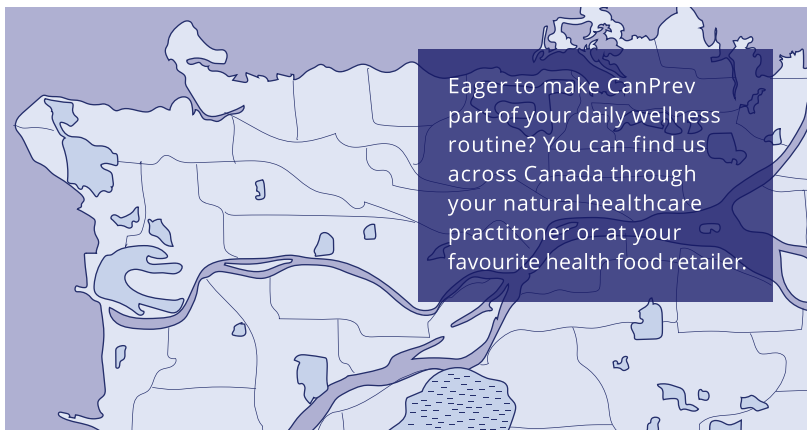 Eager to make CanPrev
part of your daily wellness
routine? You can find us
across Canada through
your natural healthcare
practitoner or at your
favourite health food retailer.